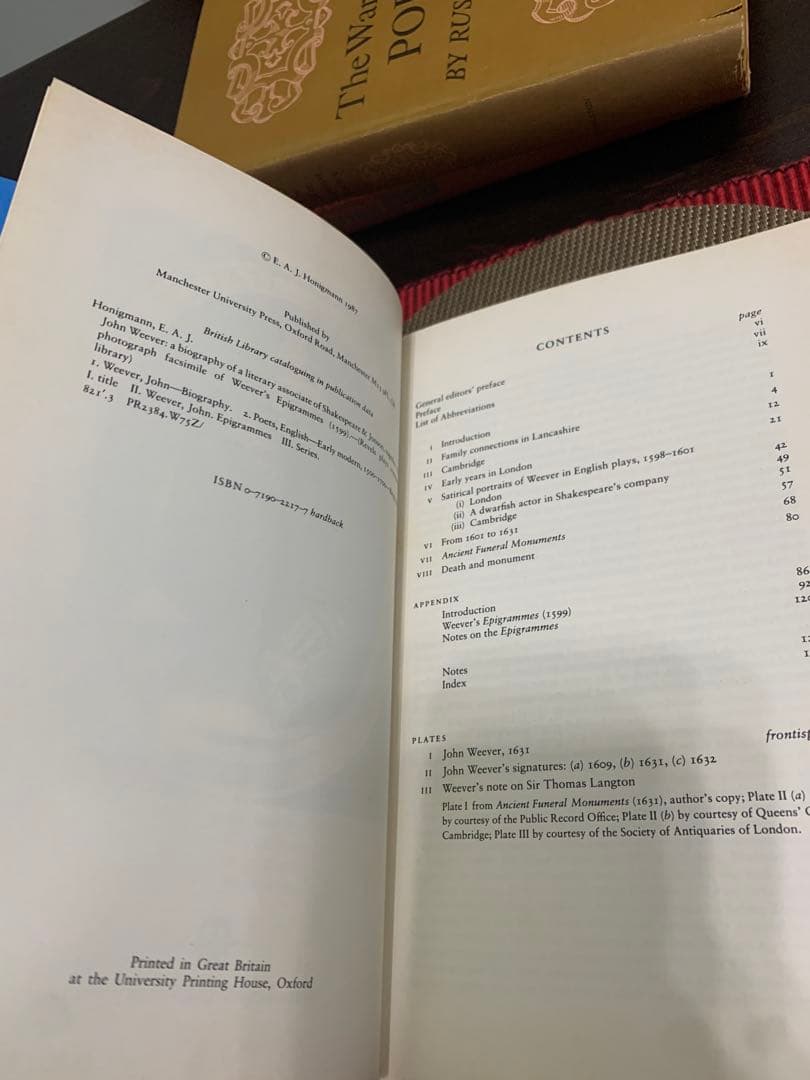 The War
PO
BY RUS
© E. A. J. Honigmann 1987
Published by
Manchester University Press, Oxford Road, Manchester
British Library cataloguing in publication data
Honigmann, E. A. J.
John Weever: a biography of a literary associate of Shakespeare &
photograph facsimile of Weever's Epigrammes (1599).—(Revels plays
library)
1. Weever, John—Biography. 2. Poets, English—Early modern,
I. title II. Weever, John. Epigrammes III. Series.
821'.3 PR2384.W75Z/
ISBN 0-7190-2217-7 hardback
Printed in Great Britain
at the University Printing House, Oxford
CONTENTS
page
General editors' preface vi
Preface vii
List of Abbreviations ix
I Introduction 1
II Family connections in Lancashire 4
III Cambridge 12
IV Early years in London 21
V Satirical portraits of Weever in English plays, 1598–1601
(i) London 42
(ii) A dwarfish actor in Shakespeare's company 49
(iii) Cambridge 51
VI From 1601 to 1631 57
VII Ancient Funeral Monuments 68
VIII Death and monument 80
APPENDIX
Introduction 86
Weever's Epigrammes (1599) 92
Notes on the Epigrammes 120
Notes
Index
PLATES
I John Weever, 1631 frontisp
II John Weever's signatures: (a) 1609, (b) 1631, (c) 1632
III Weever's note on Sir Thomas Langton
Plate I from Ancient Funeral Monuments (1631), author's copy; Plate II (a)
by courtesy of the Public Record Office; Plate II (b) by courtesy of Queens' C
Cambridge; Plate III by courtesy of the Society of Antiquaries of London.